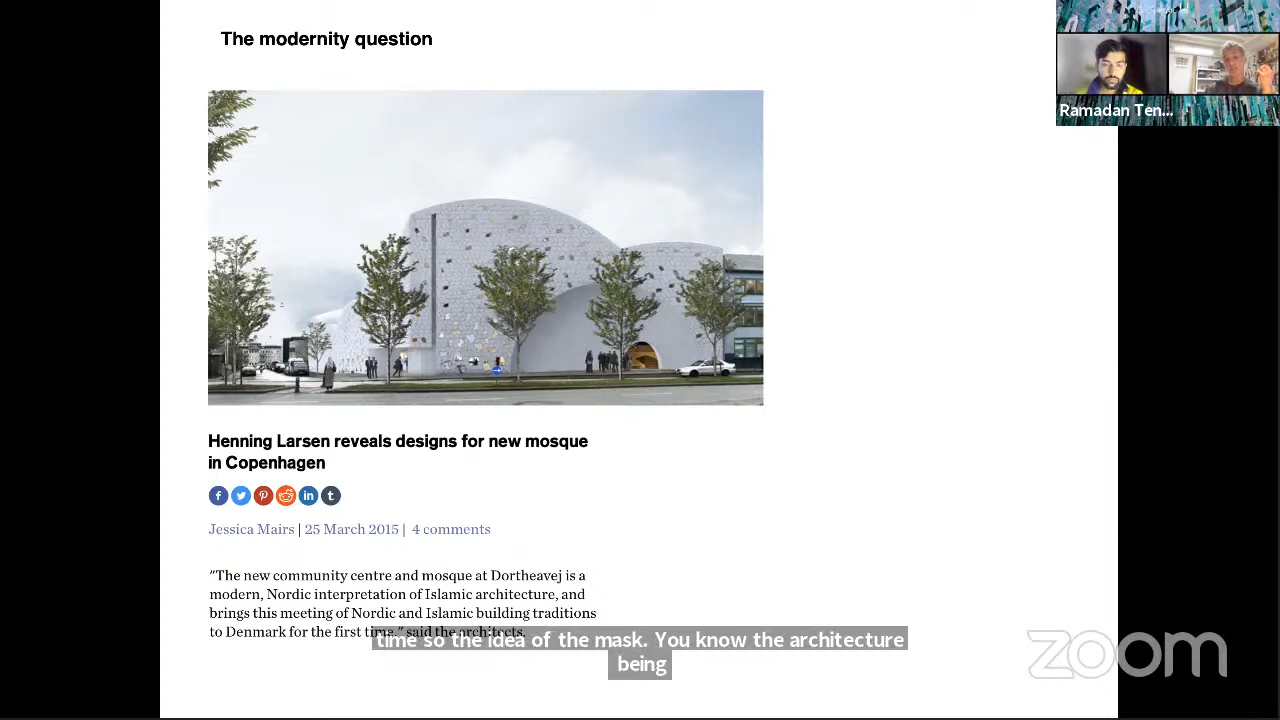 The modernity question
Ramadan Ten...
Henning Larsen reveals designs for new mosque
in Copenhagen
Jessica Mairs | 25 March 2015 | 4 comments
"The new community centre and mosque at Dortheavej is a
modern, Nordic interpretation of Islamic architecture, and
brings this meeting of Nordic and Islamic building traditions
to Denmark for the first time." said the architects.
time so the idea of the mask. You know the architecture
being
zoom